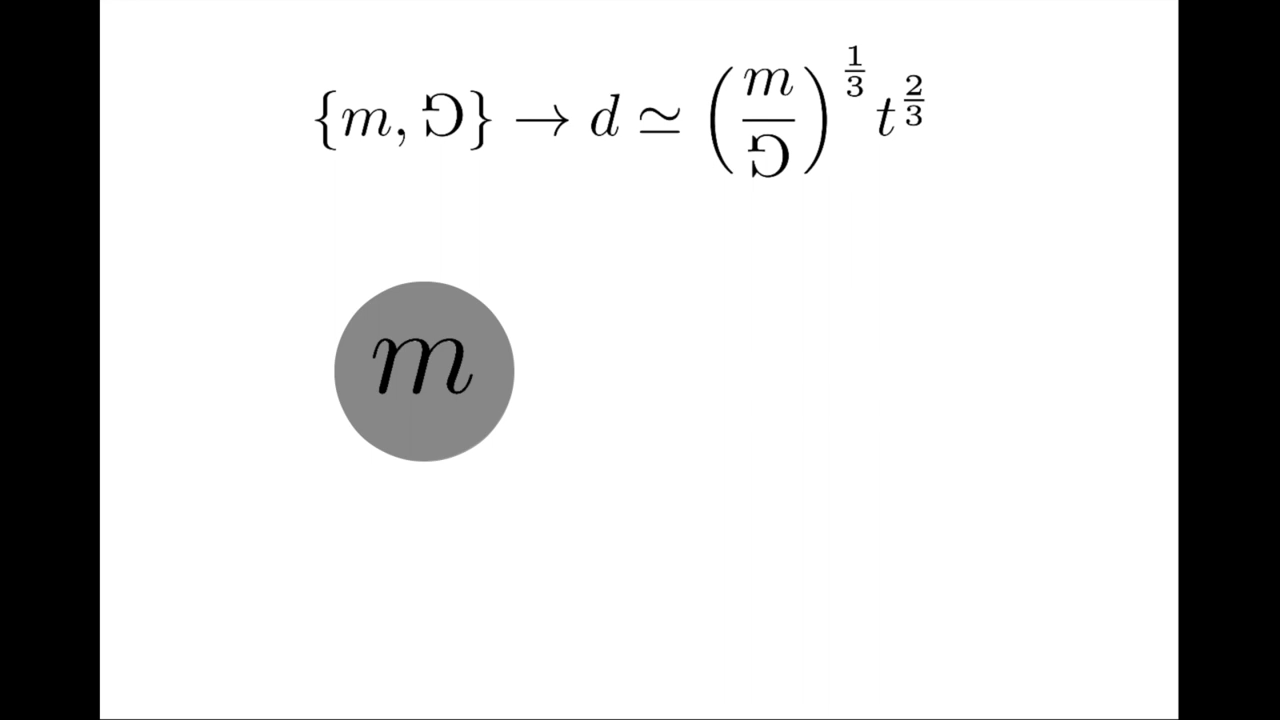 {m, ⅁} → d ≃ (m/⅁)^{1/3} t^{2/3}
m